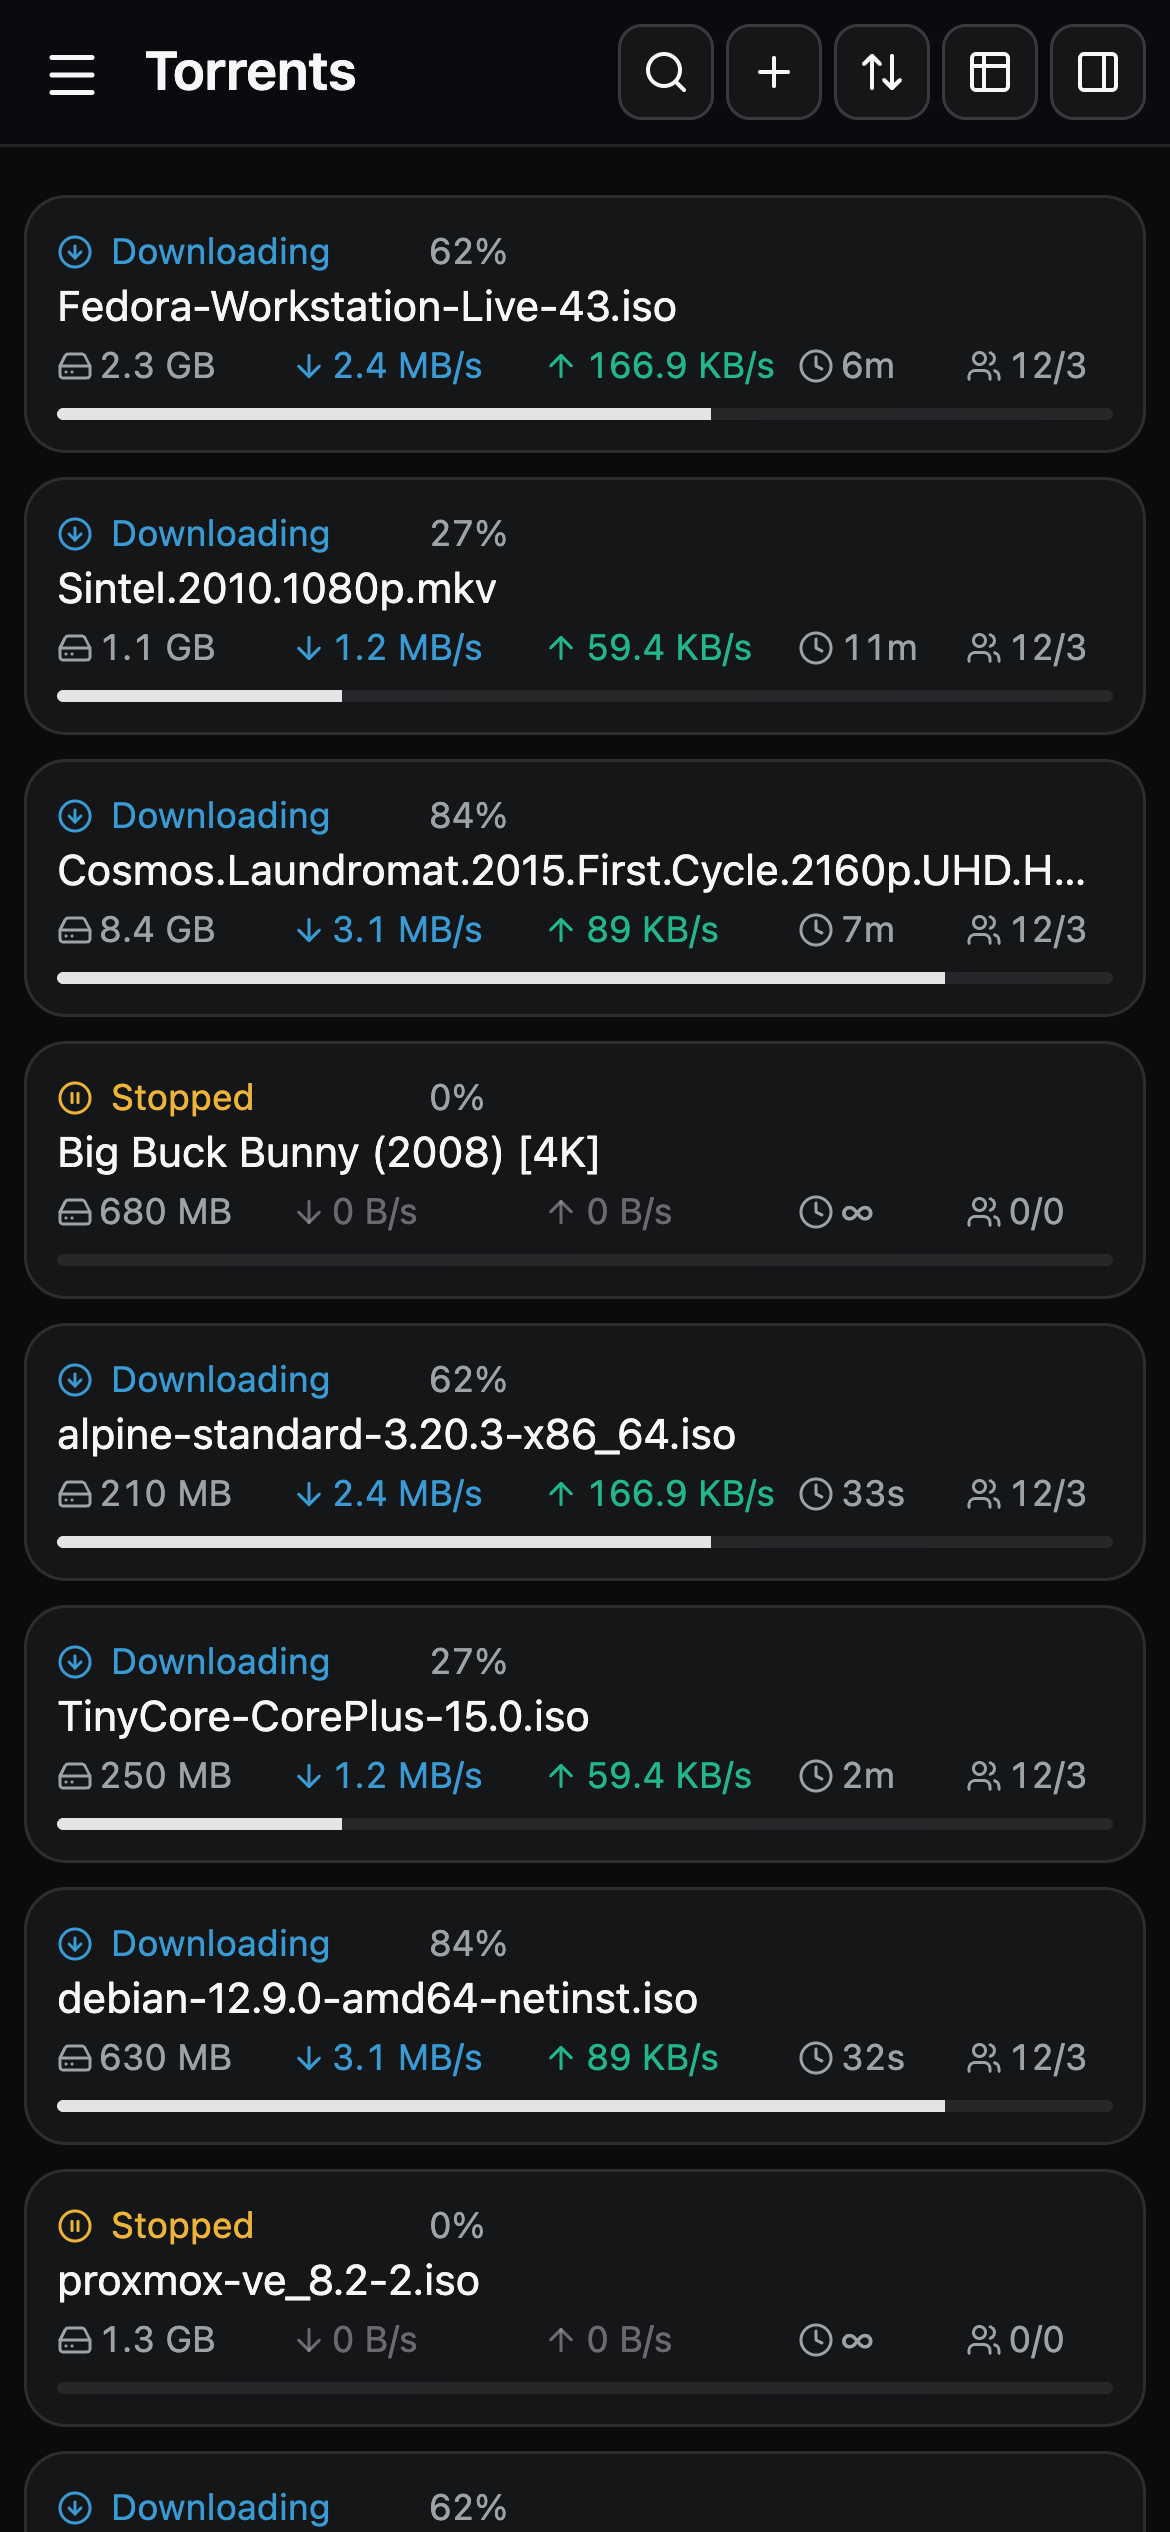 Torrents
Downloading 62%
Fedora-Workstation-Live-43.iso
2.3 GB ↓ 2.4 MB/s ↑ 166.9 KB/s 6m 12/3
Downloading 27%
Sintel.2010.1080p.mkv
1.1 GB ↓ 1.2 MB/s ↑ 59.4 KB/s 11m 12/3
Downloading 84%
Cosmos.Laundromat.2015.First.Cycle.2160p.UHD.H...
8.4 GB ↓ 3.1 MB/s ↑ 89 KB/s 7m 12/3
Stopped 0%
Big Buck Bunny (2008) [4K]
680 MB ↓ 0 B/s ↑ 0 B/s ∞ 0/0
Downloading 62%
alpine-standard-3.20.3-x86_64.iso
210 MB ↓ 2.4 MB/s ↑ 166.9 KB/s 33s 12/3
Downloading 27%
TinyCore-CorePlus-15.0.iso
250 MB ↓ 1.2 MB/s ↑ 59.4 KB/s 2m 12/3
Downloading 84%
debian-12.9.0-amd64-netinst.iso
630 MB ↓ 3.1 MB/s ↑ 89 KB/s 32s 12/3
Stopped 0%
proxmox-ve_8.2-2.iso
1.3 GB ↓ 0 B/s ↑ 0 B/s ∞ 0/0
Downloading 62%